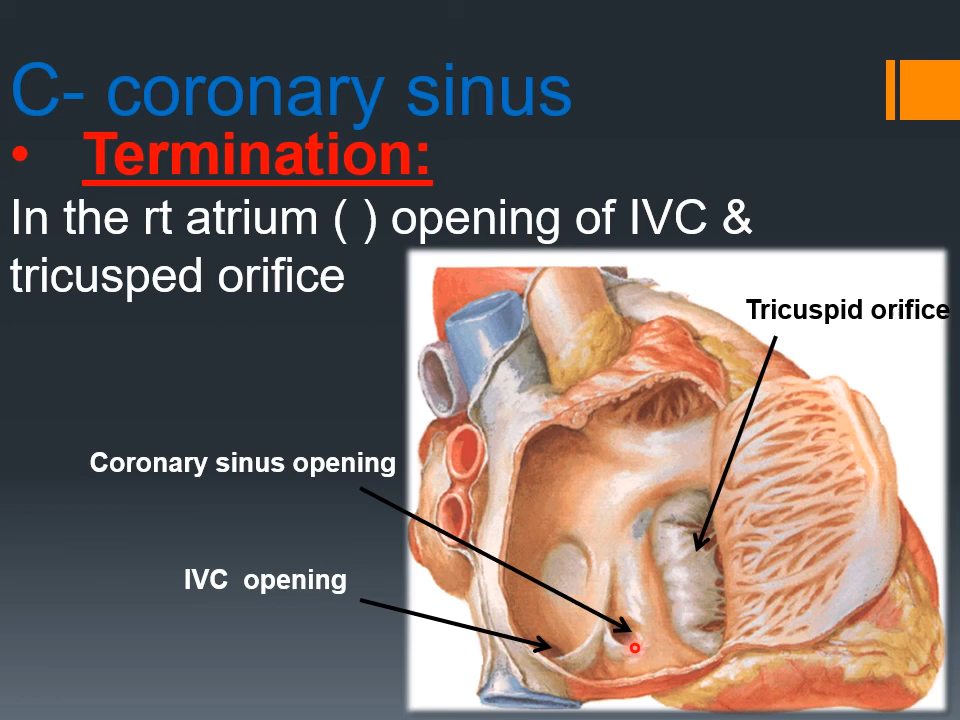 C- coronary sinus
• Termination:
In the rt atrium ( ) opening of IVC &
tricusped orifice
Tricuspid orifice
Coronary sinus opening
IVC opening